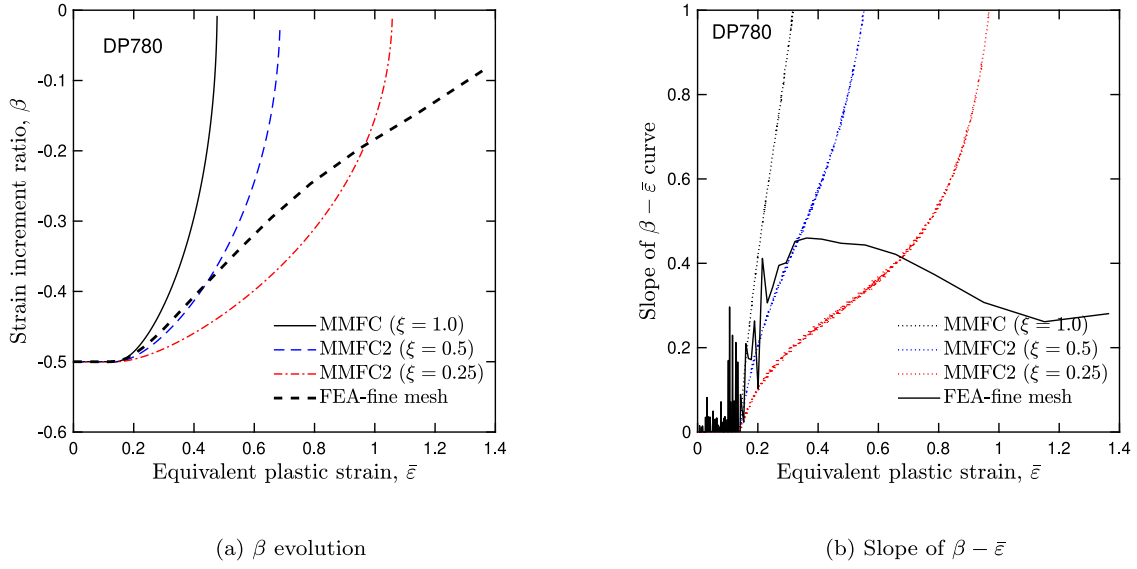 DP780
0
-0.1
-0.2
-0.3
-0.4
-0.5
-0.6
Strain increment ratio, β
0 0.2 0.4 0.6 0.8 1 1.2 1.4
Equivalent plastic strain, ε̄
MMFC (ξ = 1.0)
MMFC2 (ξ = 0.5)
MMFC2 (ξ = 0.25)
FEA-fine mesh
(a) β evolution
DP780
1
0.8
0.6
0.4
0.2
0
Slope of β − ε̄ curve
0 0.2 0.4 0.6 0.8 1 1.2 1.4
Equivalent plastic strain, ε̄
MMFC (ξ = 1.0)
MMFC2 (ξ = 0.5)
MMFC2 (ξ = 0.25)
FEA-fine mesh
(b) Slope of β − ε̄